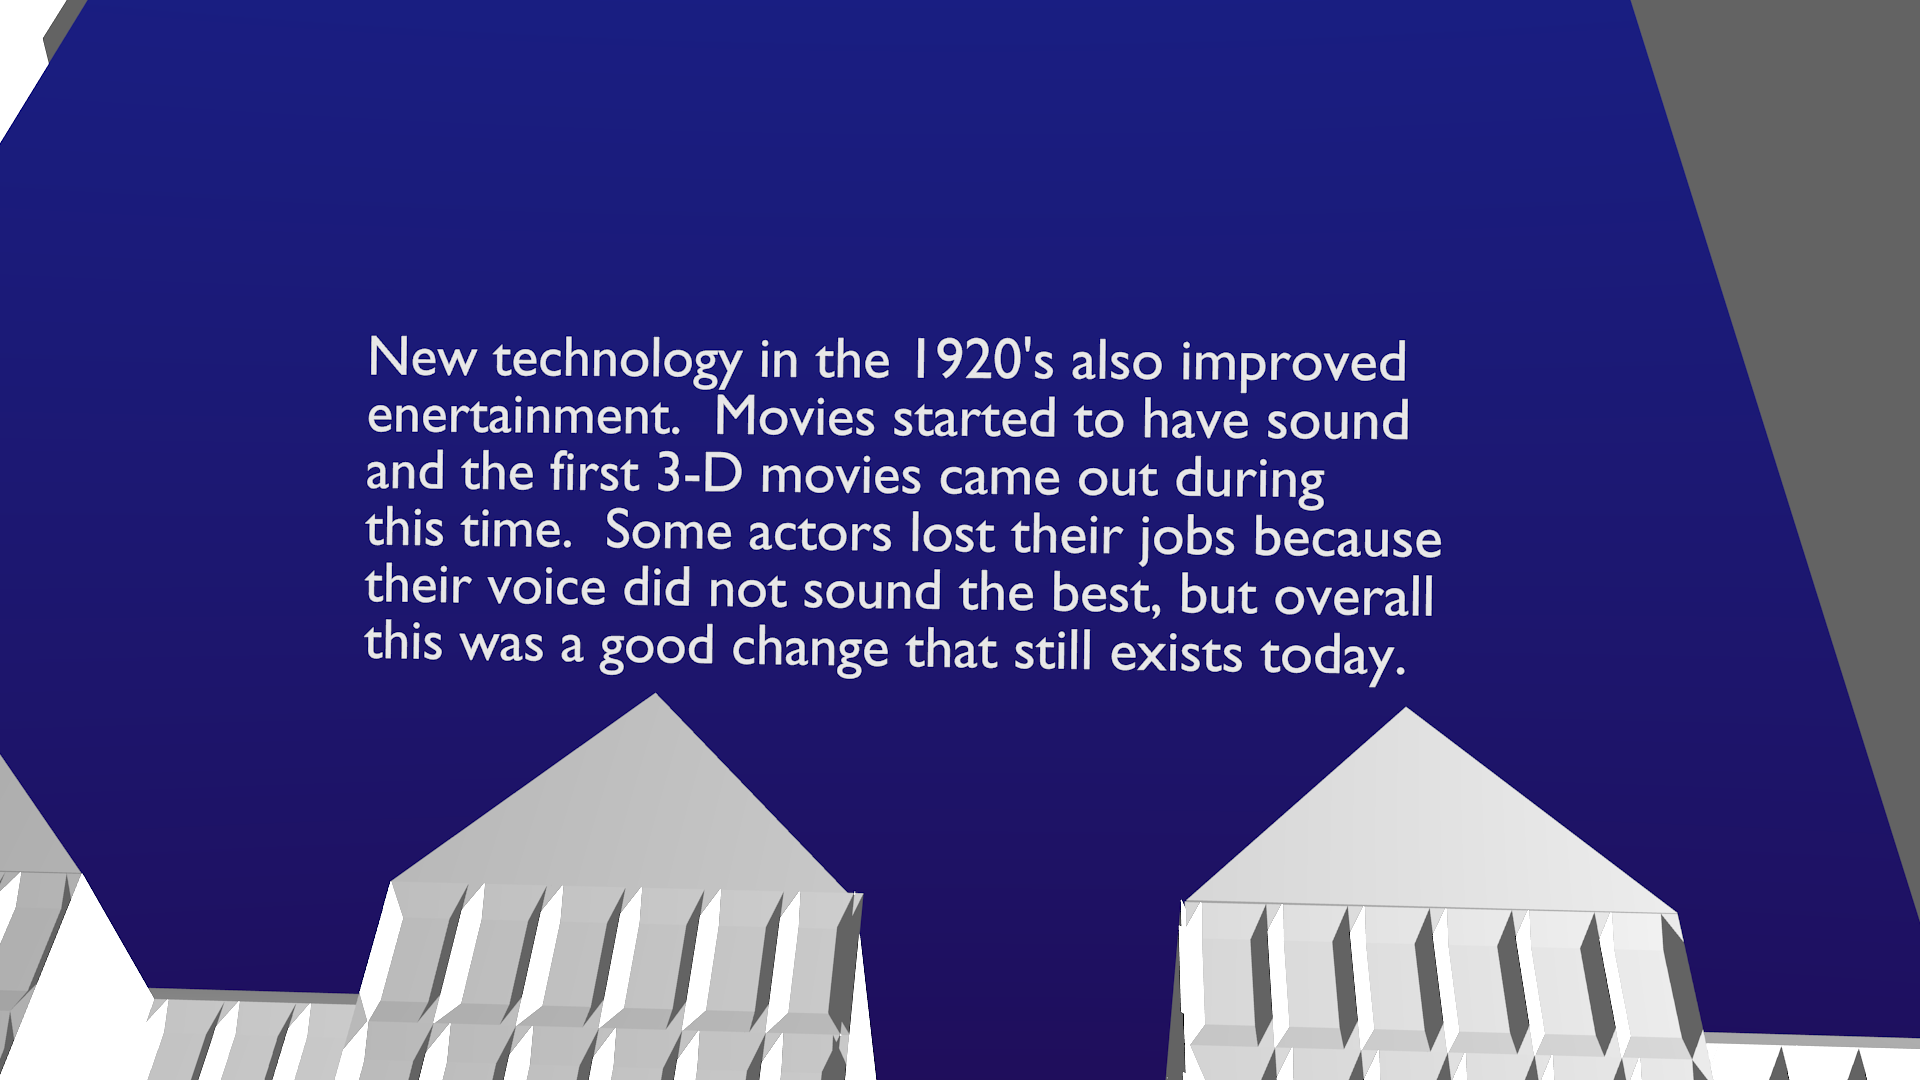 New technology in the 1920's also improved
enertainment.  Movies started to have sound
and the first 3-D movies came out during
this time.  Some actors lost their jobs because
their voice did not sound the best, but overall
this was a good change that still exists today.